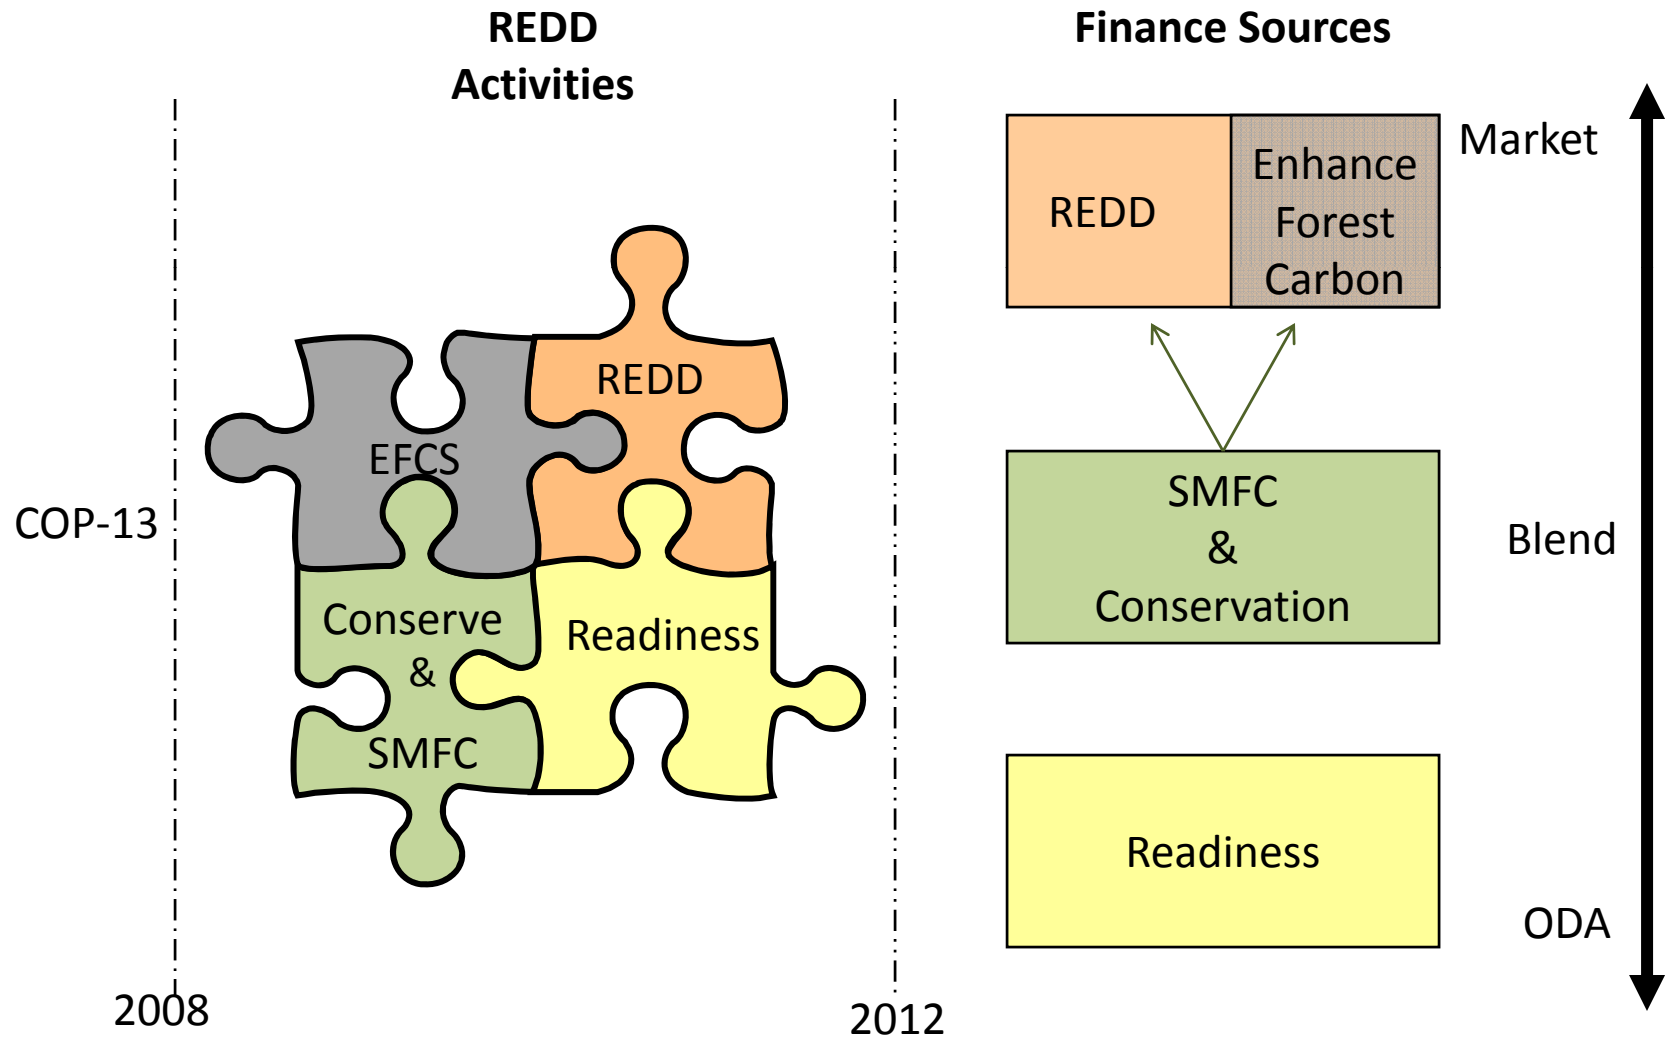 REDD
Activities
Finance Sources
COP-13
EFCS
REDD
Conserve
&
SMFC
Readiness
2008
2012
REDD
Enhance
Forest
Carbon
SMFC
&
Conservation
Readiness
Market
Blend
ODA